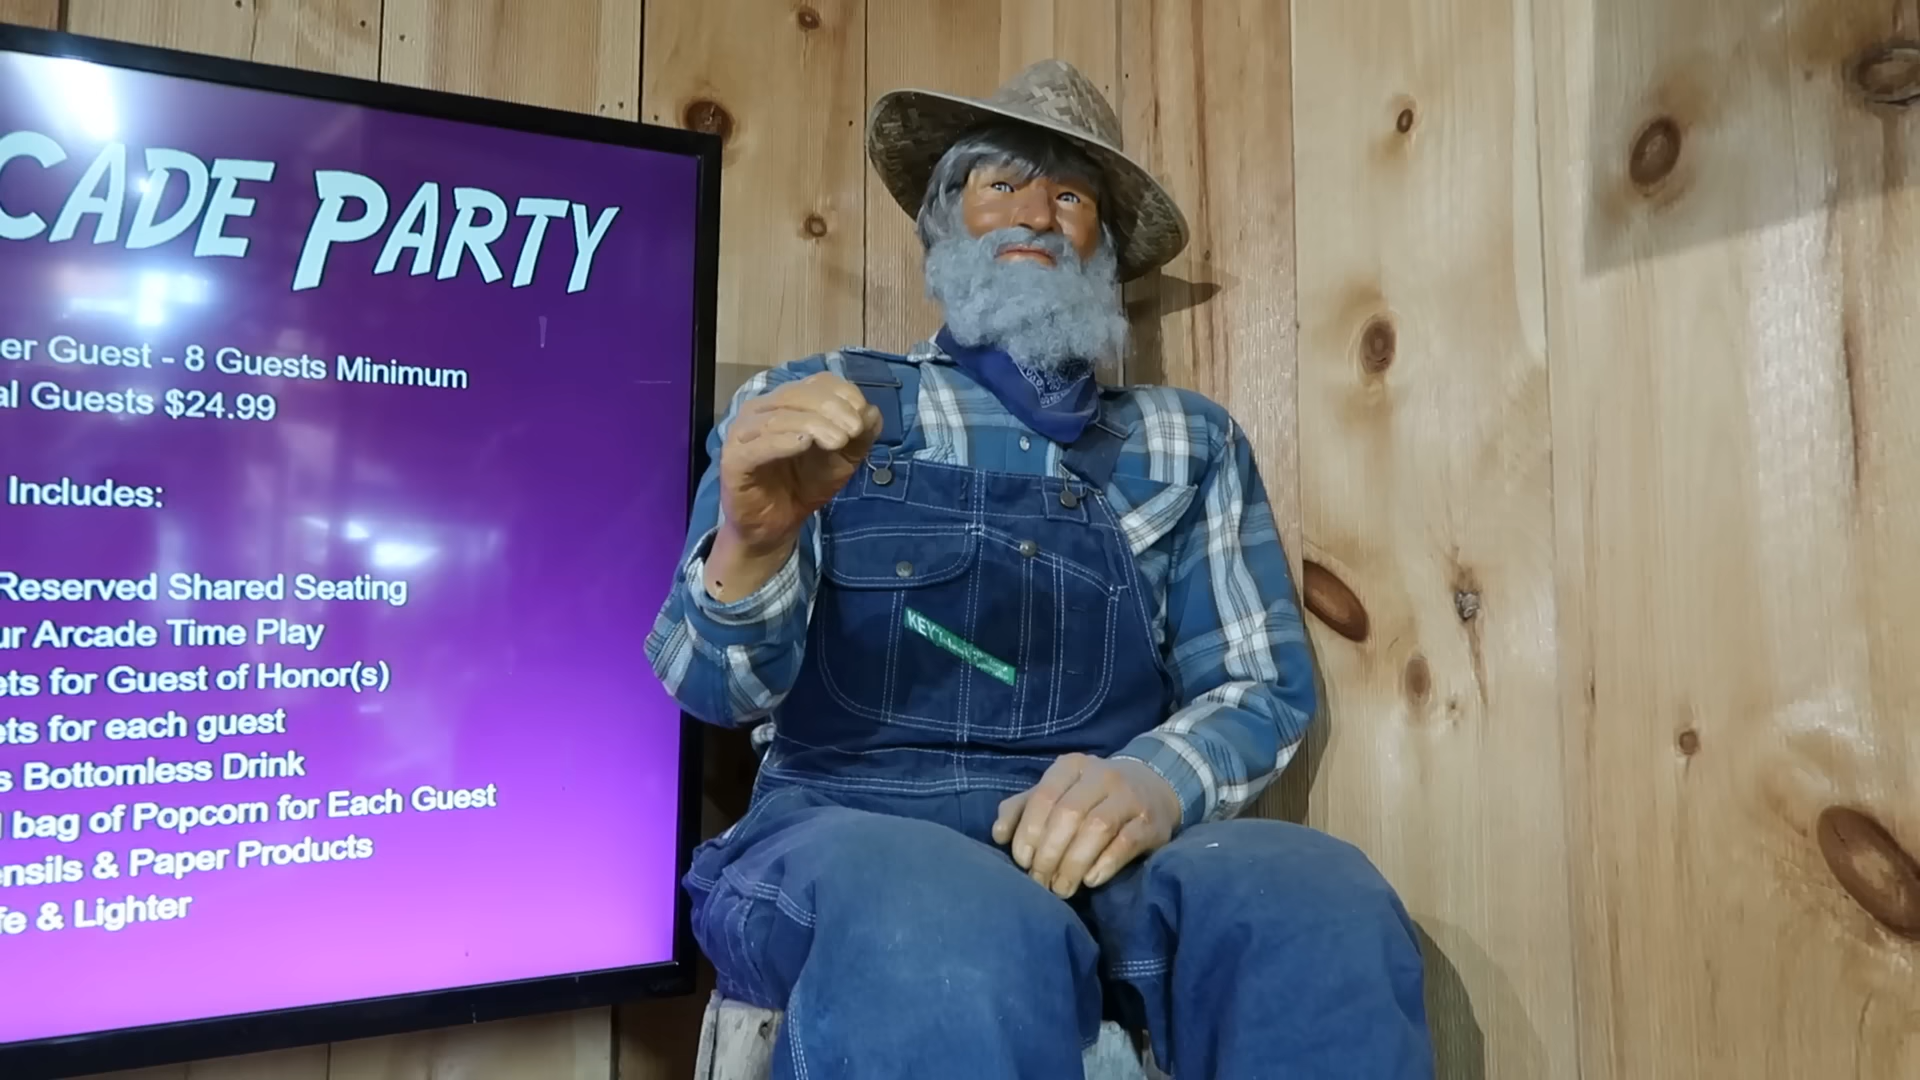 CADE PARTY
er Guest - 8 Guests Minimum
al Guests $24.99
Includes:
Reserved Shared Seating
ur Arcade Time Play
ets for Guest of Honor(s)
ets for each guest
s Bottomless Drink
l bag of Popcorn for Each Guest
ensils & Paper Products
fe & Lighter
KEY